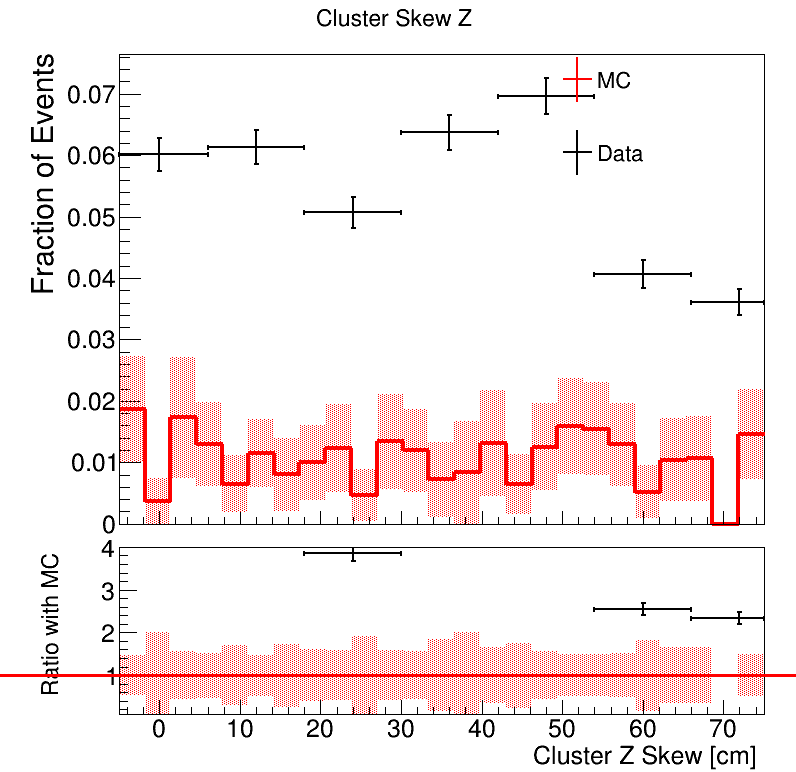 Cluster Skew Z
Fraction of Events
0.07
0.06
0.05
0.04
0.03
0.02
0.01
0
MC
Data
Ratio with MC
4
3
2
1
0 10 20 30 40 50 60 70
Cluster Z Skew [cm]